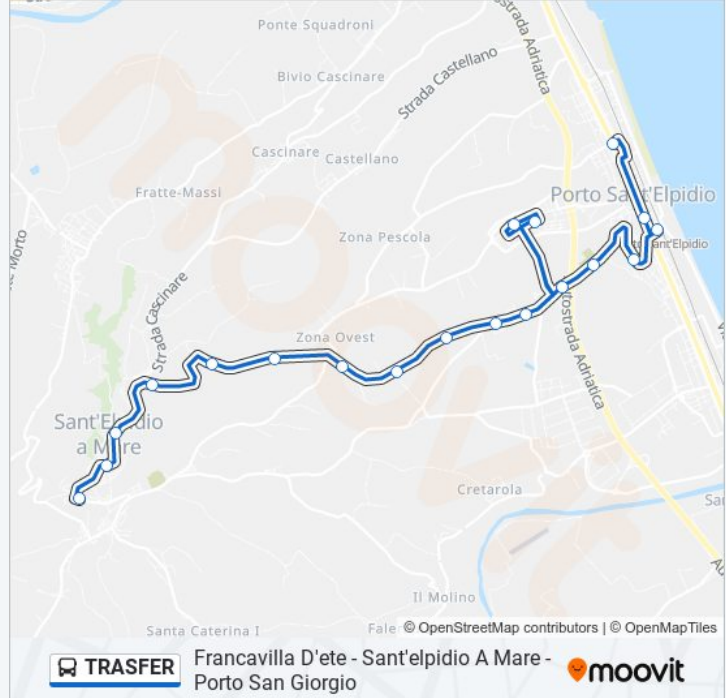 Ponte Squadroni
Autostrada Adriatica
Bivio Cascinare
Strada Castellano
Cascinare
Castellano
Fratte-Massi
Porto Sant'Elpidio
Zona Pescola
Strada Cascinare
Zona Ovest
Autostrada Adriatica
Sant'Elpidio
a Mare
Cretarola
Il Molino
Santa Caterina I
© OpenStreetMap contributors | © OpenMapTiles
TRASFER
Francavilla D'ete - Sant'elpidio A Mare -
Porto San Giorgio
moovit